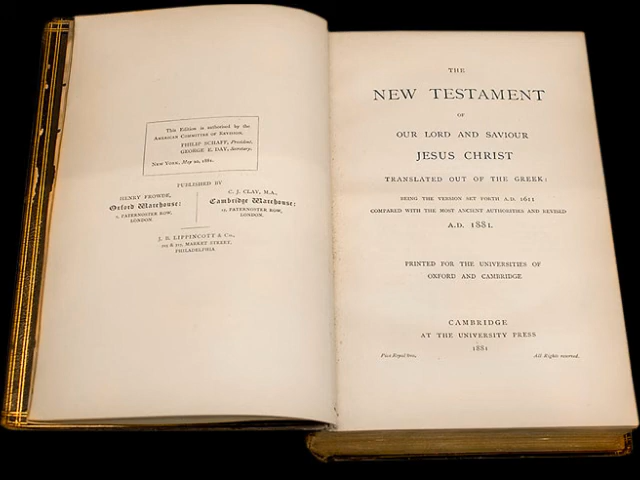 This Edition is authorised by the
AMERICAN COMMITTEE OF REVISION.
PHILIP SCHAFF, President.
GEORGE E. DAY, Secretary.
NEW YORK, May 20, 1881.
PUBLISHED BY
HENRY FROWDE,
Oxford Warehouse:
7, PATERNOSTER ROW,
LONDON.
C. J. CLAY, M.A.,
Cambridge Warehouse:
17, PATERNOSTER ROW,
LONDON.
J. B. LIPPINCOTT & Co.,
MARKET STREET,
PHILADELPHIA.
THE
NEW TESTAMENT
OF
OUR LORD AND SAVIOUR
JESUS CHRIST
TRANSLATED OUT OF THE GREEK:
BEING THE VERSION SET FORTH A.D. 1611
COMPARED WITH THE MOST ANCIENT AUTHORITIES AND REVISED
A.D. 1881.
PRINTED FOR THE UNIVERSITIES OF
OXFORD AND CAMBRIDGE
CAMBRIDGE
AT THE UNIVERSITY PRESS
1881
Pica Royal 8vo.
All Rights reserved.